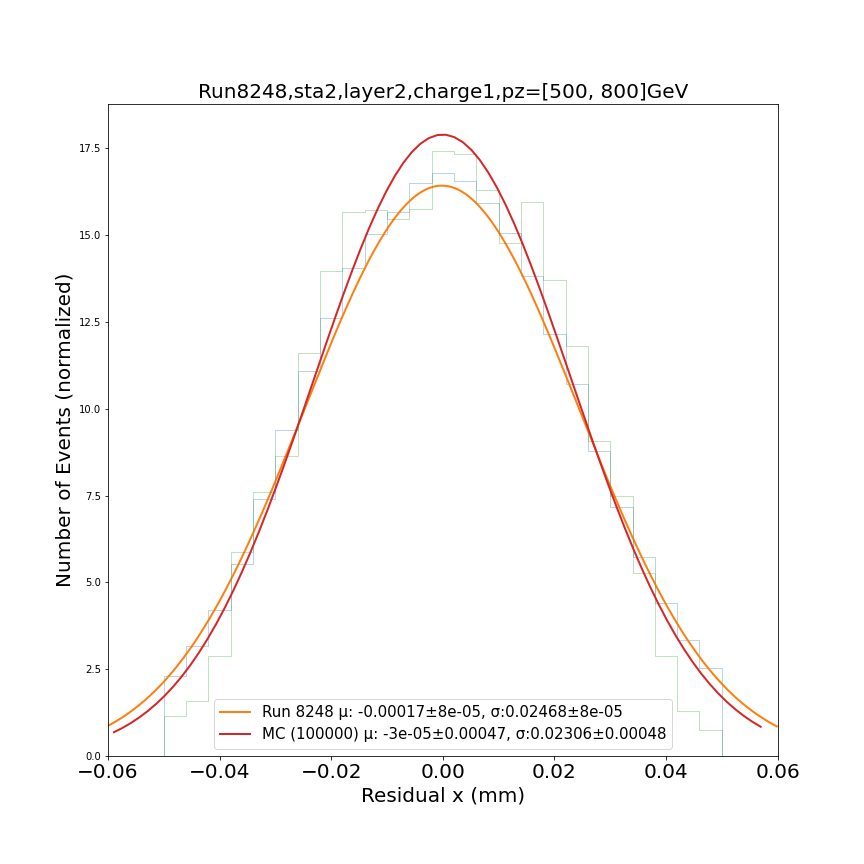 Run8248,sta2,layer2,charge1,pz=[500, 800]GeV
Number of Events (normalized)
17.5
15.0
12.5
10.0
7.5
5.0
2.5
0.0
Run 8248 μ: -0.00017±8e-05, σ:0.02468±8e-05
MC (100000) μ: -3e-05±0.00047, σ:0.02306±0.00048
−0.06 −0.04 −0.02 0.00 0.02 0.04 0.06
Residual x (mm)